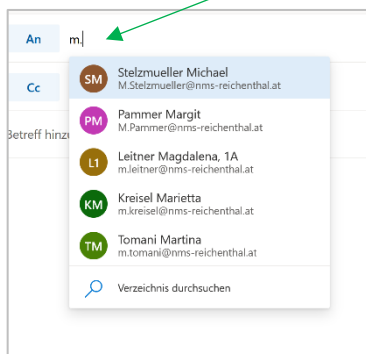 An m.
SM Stelzmueller Michael
M.Stelzmueller@nms-reichenthal.at
Cc
PM Pammer Margit
M.Pammer@nms-reichenthal.at
Betreff hinzu
L1 Leitner Magdalena, 1A
m.leitner@nms-reichenthal.at
KM Kreisel Marietta
m.kreisel@nms-reichenthal.at
TM Tomani Martina
m.tomani@nms-reichenthal.at
Verzeichnis durchsuchen